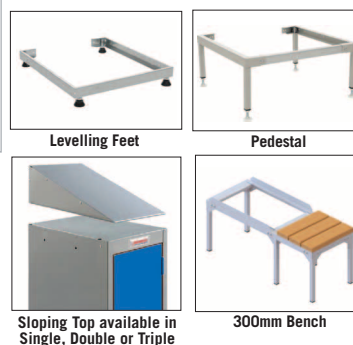 Levelling Feet
Pedestal
Sloping Top available in
Single, Double or Triple
300mm Bench